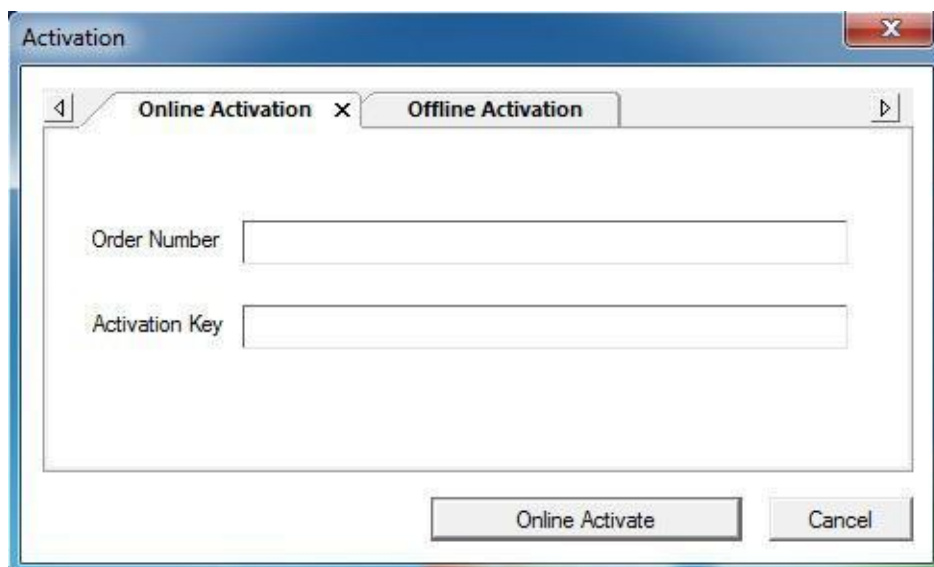 Activation
Online Activation X Offline Activation
Order Number
Activation Key
Online Activate Cancel